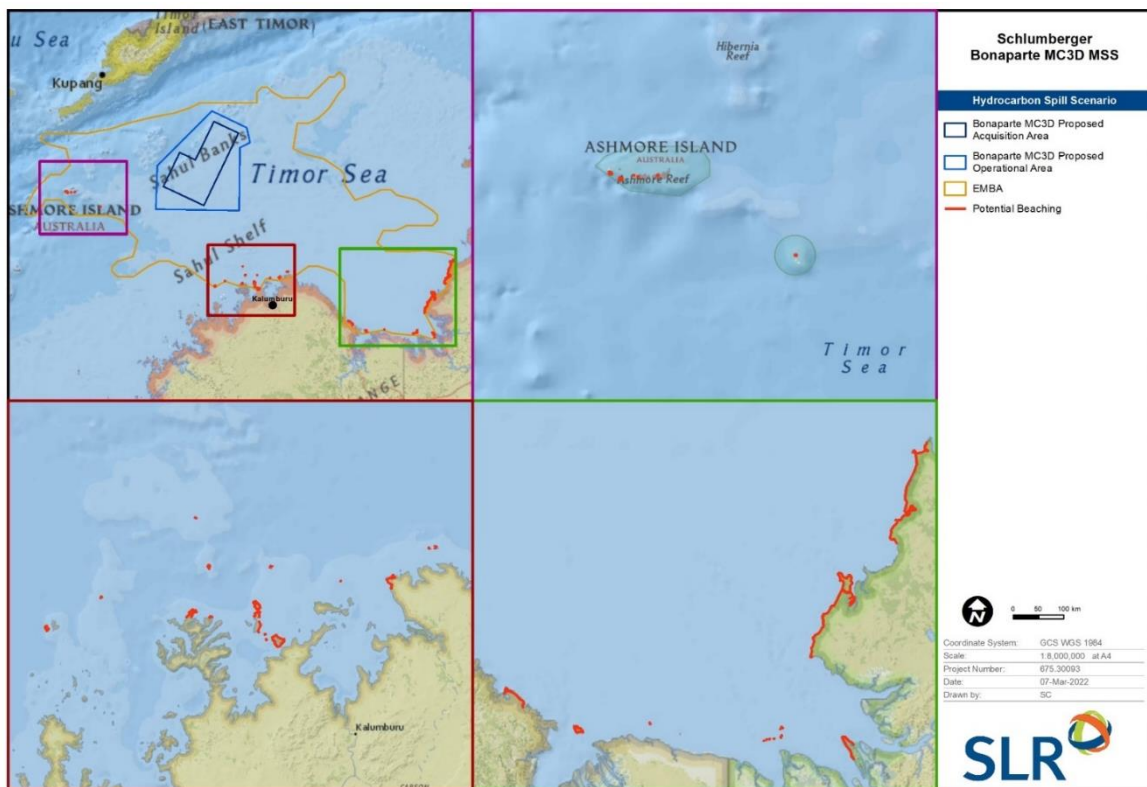 Timor
Island (EAST TIMOR)
u Sea
Kupang
Sahul Banks
Timor Sea
SHMORE ISLAND
AUSTRALIA
Sahul Shelf
Kalumburu
ANGE
Hibernia
Reef
ASHMORE ISLAND
AUSTRALIA
Ashmore Reef
Timor
Sea
Kalumburu
Schlumberger
Bonaparte MC3D MSS
Hydrocarbon Spill Scenario
Bonaparte MC3D Proposed
Acquisition Area
Bonaparte MC3D Proposed
Operational Area
EMBA
Potential Beaching
N
0 50 100 km
Coordinate System: GCS WGS 1984
Scale: 1:8,000,000 at A4
Project Number: 675.30093
Date: 07-Mar-2022
Drawn by: SC
SLR